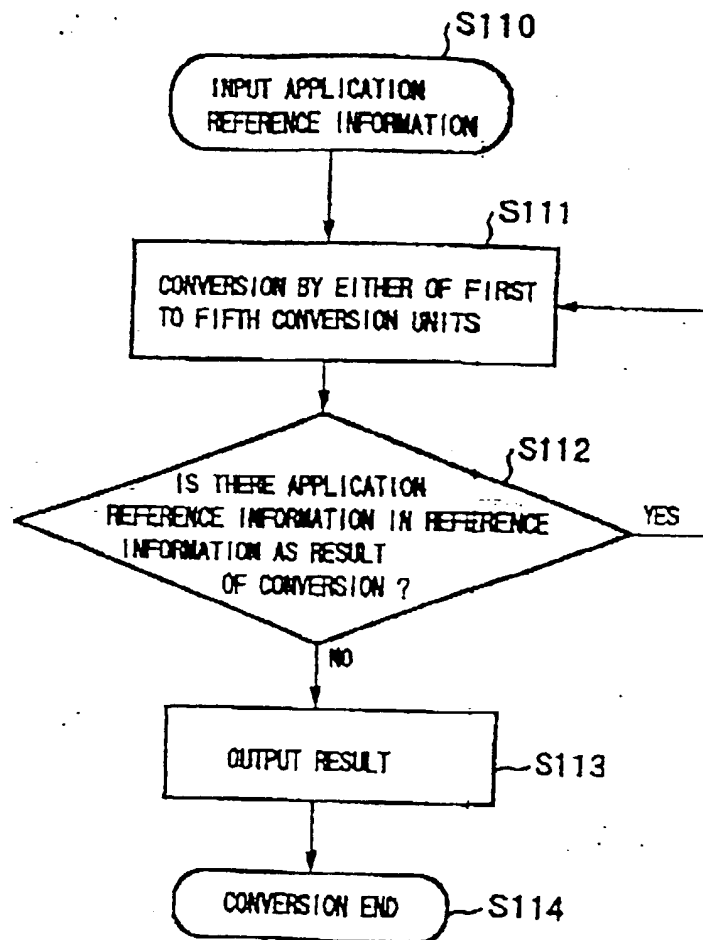 S110
INPUT APPLICATION
REFERENCE INFORMATION
S111
CONVERSION BY EITHER OF FIRST
TO FIFTH CONVERSION UNITS
S112
IS THERE APPLICATION
REFERENCE INFORMATION IN REFERENCE
INFORMATION AS RESULT
OF CONVERSION ?
YES
NO
OUTPUT RESULT
S113
CONVERSION END
S114